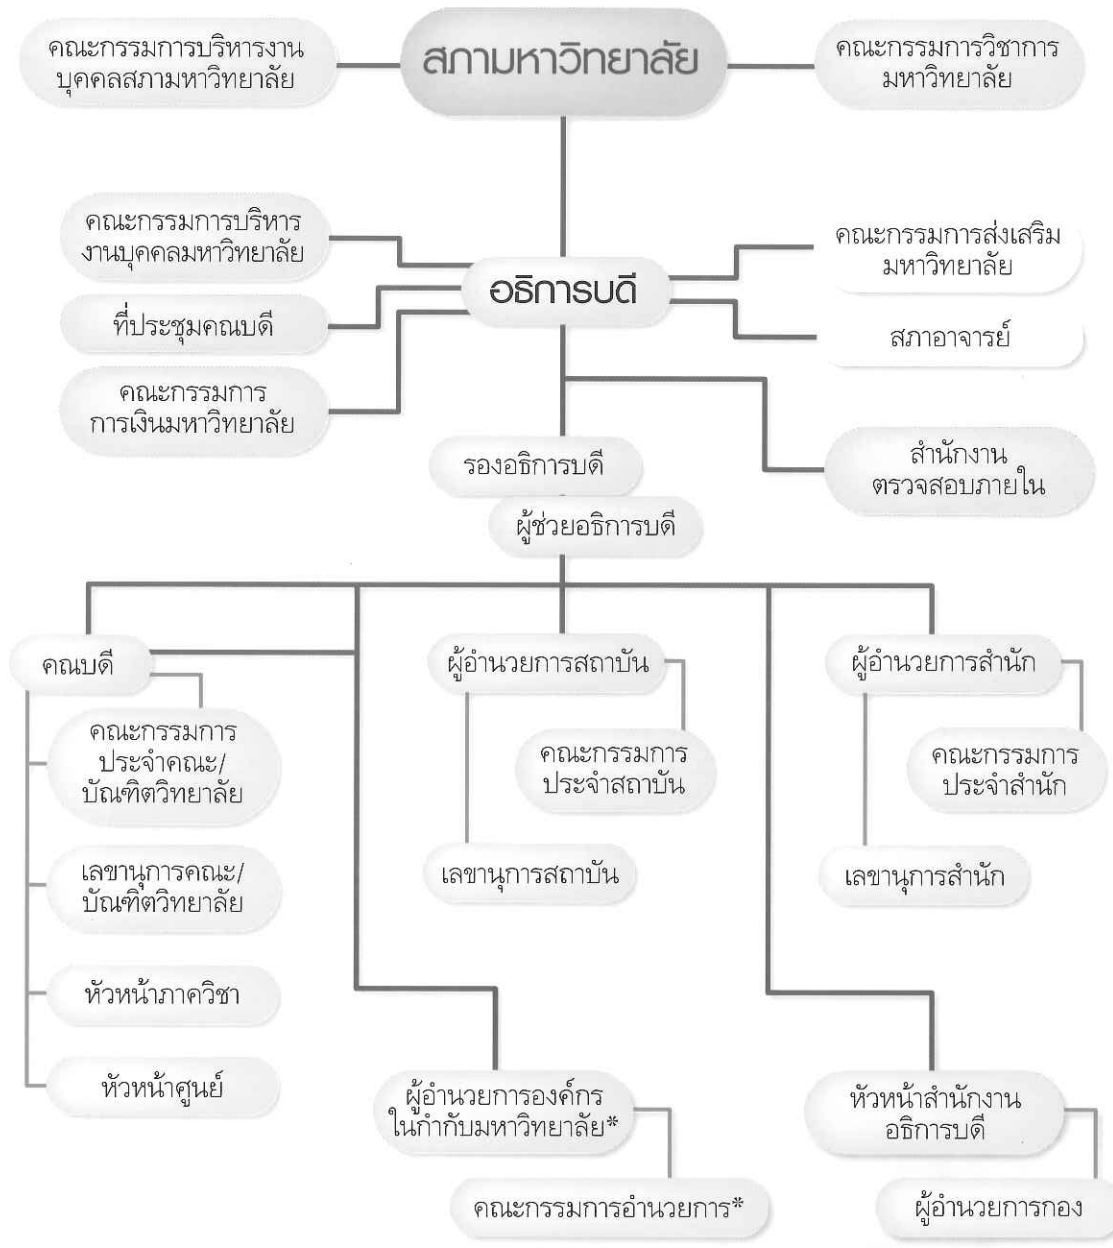 คณะกรรมการบริหารงาน
บุคคลสภามหาวิทยาลัย
สภามหาวิทยาลัย
คณะกรรมการวิชาการ
มหาวิทยาลัย
คณะกรรมการบริหาร
งานบุคคลมหาวิทยาลัย
คณะกรรมการส่งเสริม
มหาวิทยาลัย
อธิการบดี
ที่ประชุมคณบดี
สภาอาจารย์
คณะกรรมการ
การเงินมหาวิทยาลัย
รองอธิการบดี
สำนักงาน
ตรวจสอบภายใน
ผู้ช่วยอธิการบดี
คณบดี
ผู้อำนวยการสถาบัน
ผู้อำนวยการสำนัก
คณะกรรมการ
ประจำคณะ/
บัณฑิตวิทยาลัย
คณะกรรมการ
ประจำสถาบัน
คณะกรรมการ
ประจำสำนัก
เลขานุการคณะ/
บัณฑิตวิทยาลัย
เลขานุการสถาบัน
เลขานุการสำนัก
หัวหน้าภาควิชา
หัวหน้าศูนย์
ผู้อำนวยการองค์กร
ในกำกับมหาวิทยาลัย*
หัวหน้าสำนักงาน
อธิการบดี
คณะกรรมการอำนวยการ*
ผู้อำนวยการกอง